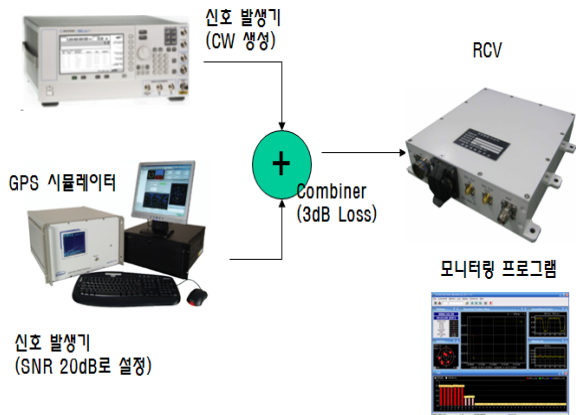 신호 발생기
(CW 생성)
RCV
GPS 시뮬레이터
+
Combiner
(3dB Loss)
모니터링 프로그램
신호 발생기
(SNR 20dB로 설정)